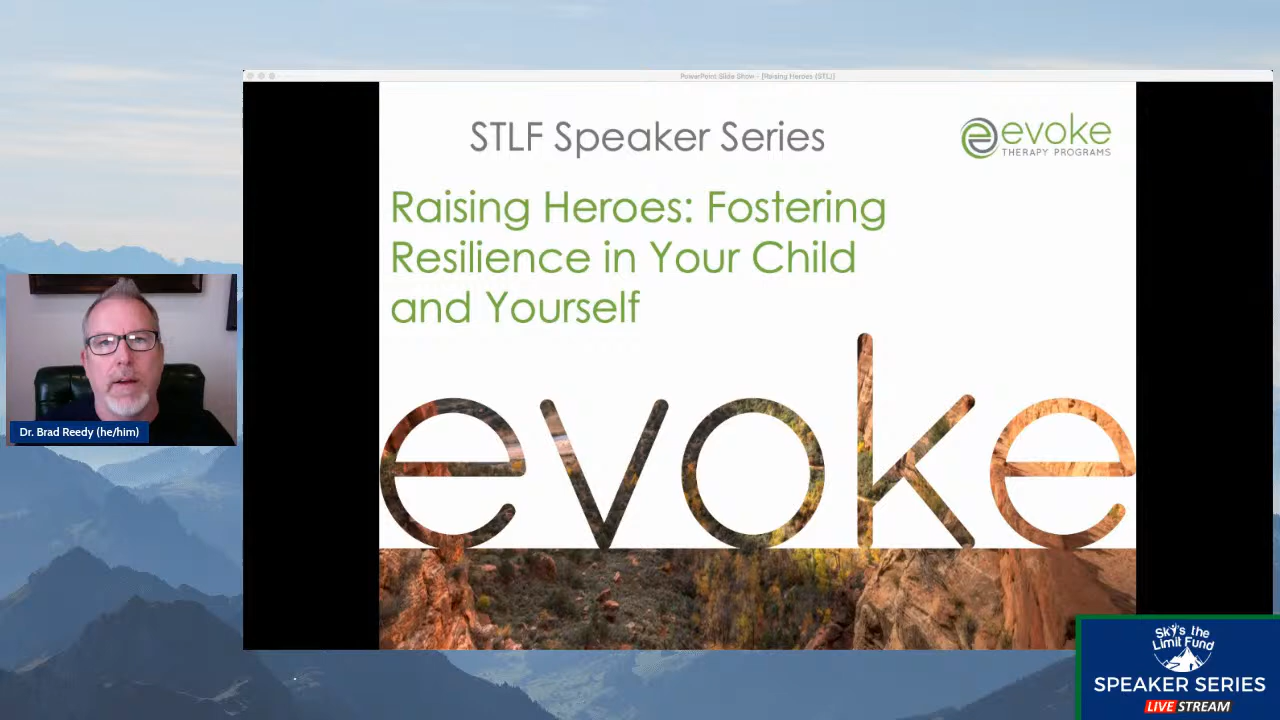 PowerPoint Slide Show - [Raising Heroes (STL)]
STLF Speaker Series
evoke
THERAPY PROGRAMS
Raising Heroes: Fostering
Resilience in Your Child
and Yourself
evoke
Dr. Brad Reedy (he/him)
Sky's the
Limit Fund
SPEAKER SERIES
LIVE STREAM